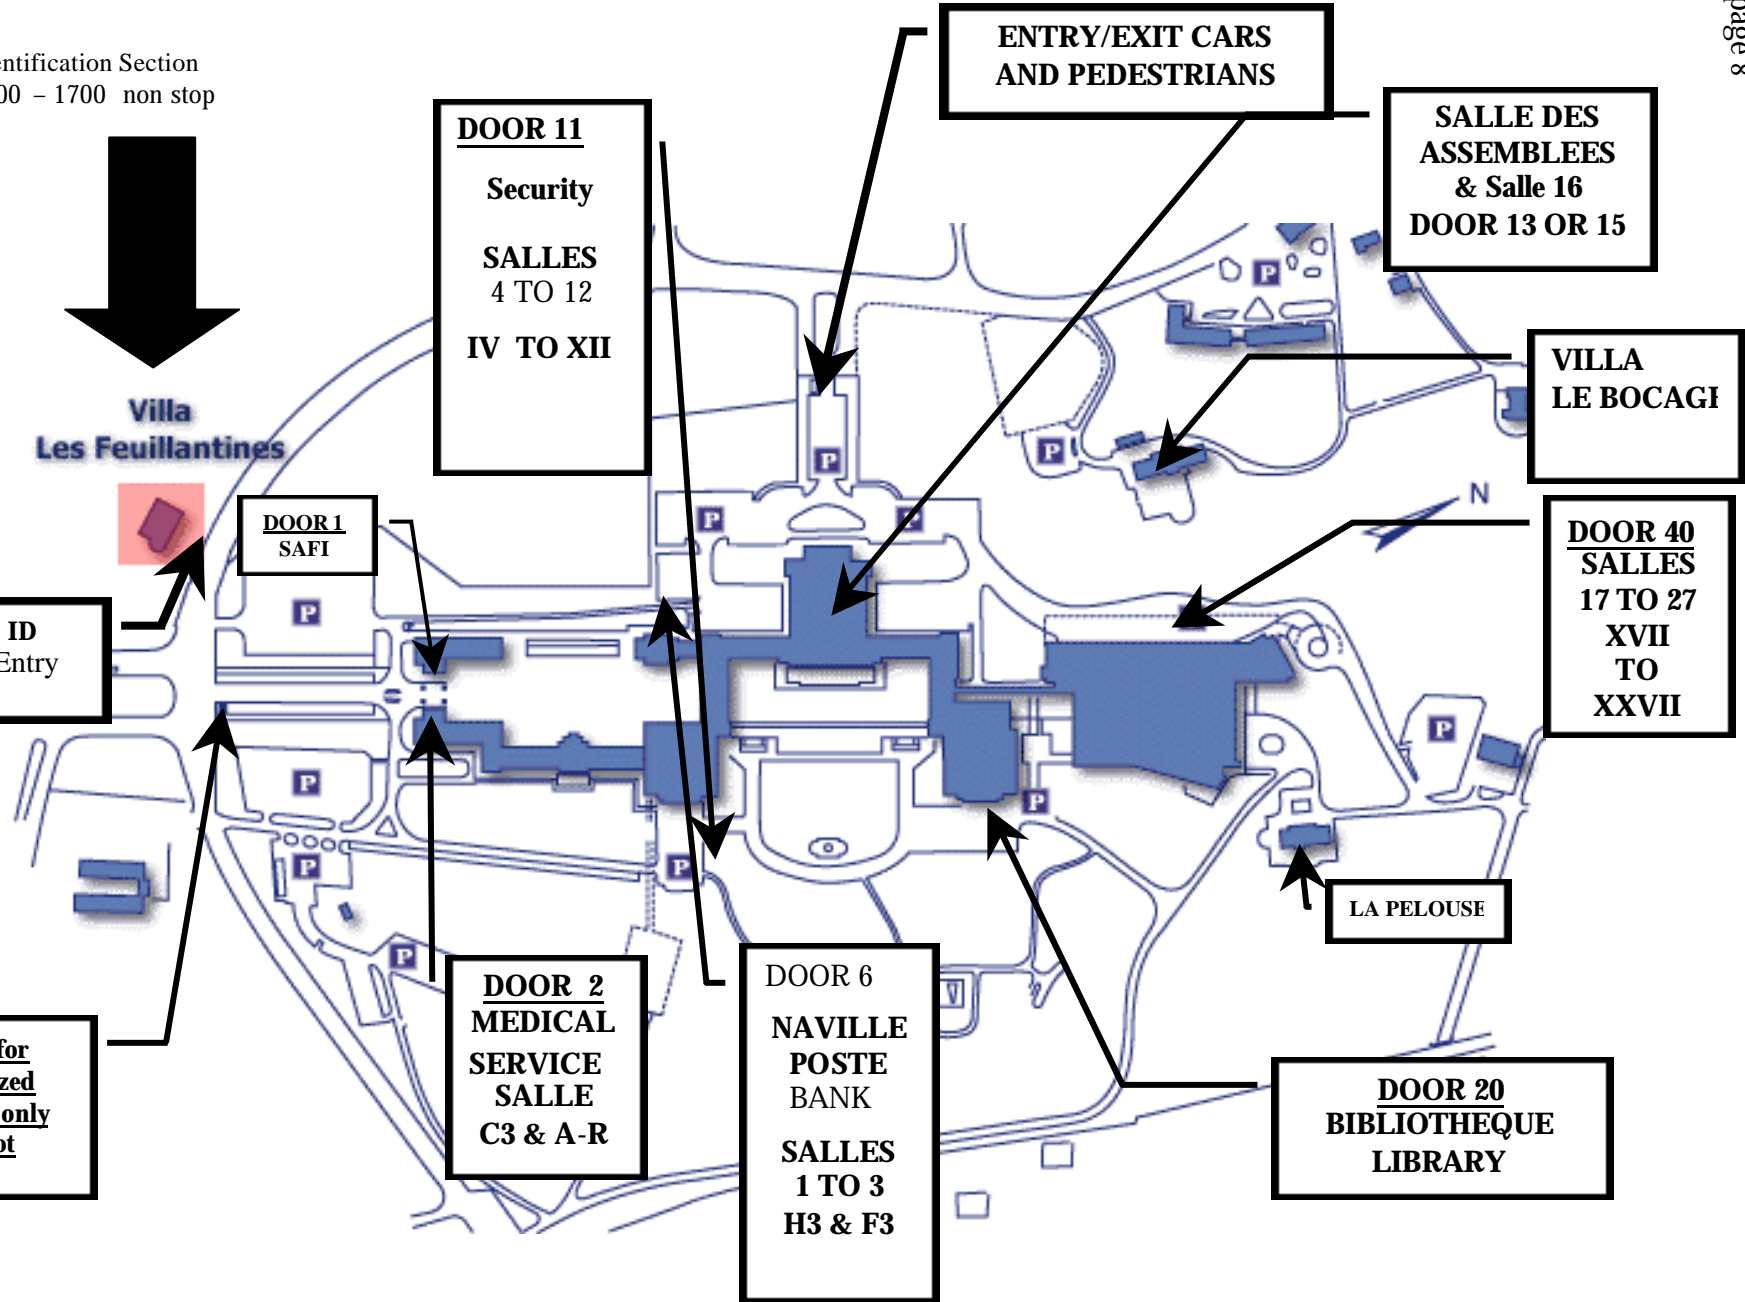 page 8
entification Section
00 – 1700 non stop
ENTRY/EXIT CARS
AND PEDESTRIANS
DOOR 11
Security
SALLES
4 TO 12
IV TO XII
SALLE DES
ASSEMBLEES
& Salle 16
DOOR 13 OR 15
P
VILLA
LE BOCAGE
Villa
Les Feuillantines
P
P
P
P
N
DOOR 1
SAFI
DOOR 40
SALLES
17 TO 27
XVII
TO
XXVII
P
ID
Entry
P
P
P
P
P
LA PELOUSE
P
DOOR 2
MEDICAL
SERVICE
SALLE
C3 & A-R
DOOR 6
NAVILLE
POSTE
BANK
SALLES
1 TO 3
H3 & F3
for
zed
only
ot
DOOR 20
BIBLIOTHEQUE
LIBRARY